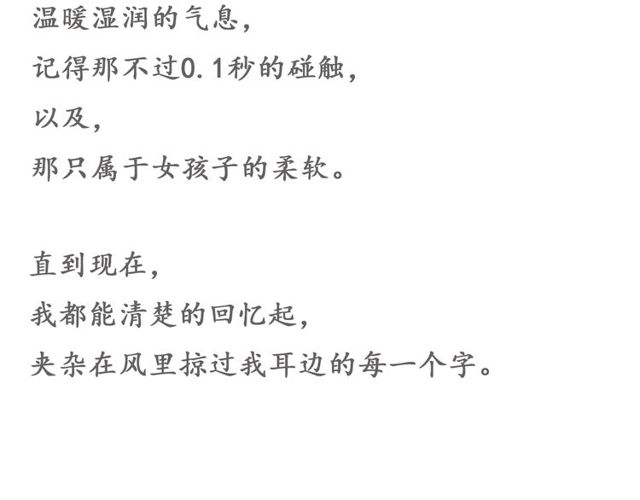 温暖湿润的气息，
记得那不过0.1秒的碰触，
以及，
那只属于女孩子的柔软。
直到现在，
我都能清楚的回忆起，
夹杂在风里掠过我耳边的每一个字。